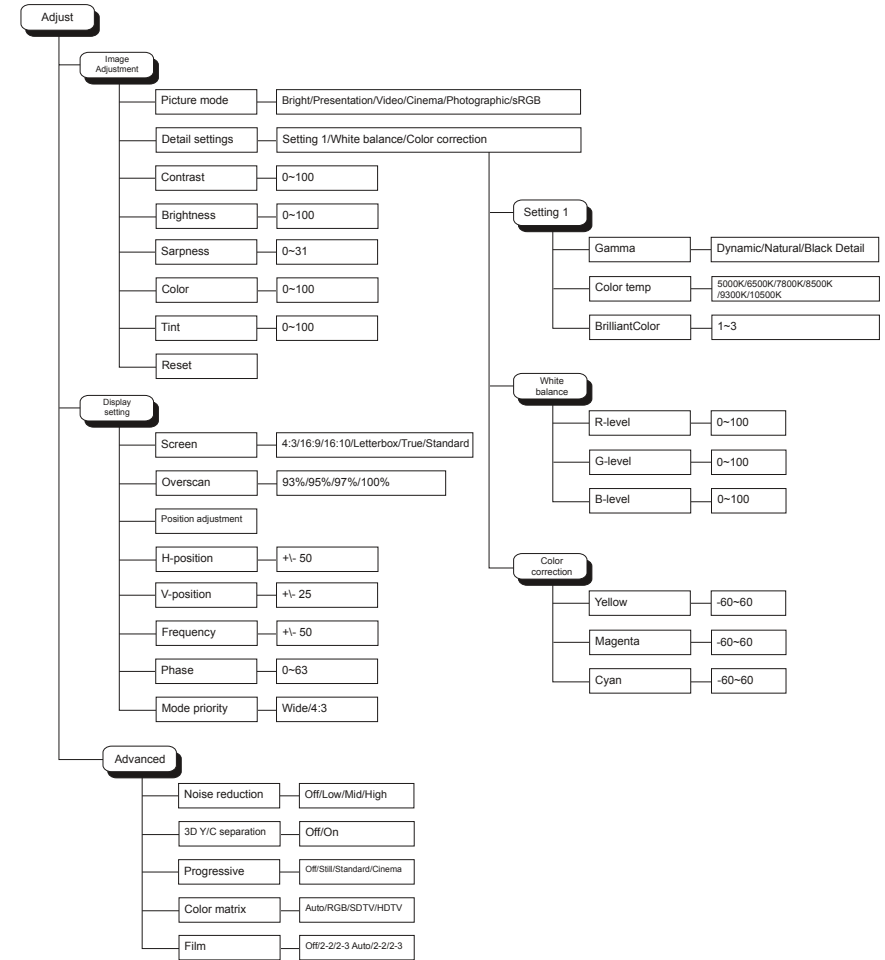 Adjust
Image
Adjustment
Picture mode
Bright/Presentation/Video/Cinema/Photographic/sRGB
Detail settings
Setting 1/White balance/Color correction
Contrast
0~100
Brightness
0~100
Sarpness
0~31
Color
0~100
Tint
0~100
Reset
Setting 1
Gamma
Dynamic/Natural/Black Detail
Color temp
5000K/6500K/7800K/8500K
/9300K/10500K
BrilliantColor
1~3
White
balance
R-level
0~100
G-level
0~100
B-level
0~100
Color
correction
Yellow
-60~60
Magenta
-60~60
Cyan
-60~60
Display
setting
Screen
4:3/16:9/16:10/Letterbox/True/Standard
Overscan
93%/95%/97%/100%
Position adjustment
H-position
+\- 50
V-position
+\- 25
Frequency
+\- 50
Phase
0~63
Mode priority
Wide/4:3
Advanced
Noise reduction
Off/Low/Mid/High
3D Y/C separation
Off/On
Progressive
Off/Still/Standard/Cinema
Color matrix
Auto/RGB/SDTV/HDTV
Film
Off/2-2/2-3 Auto/2-2/2-3